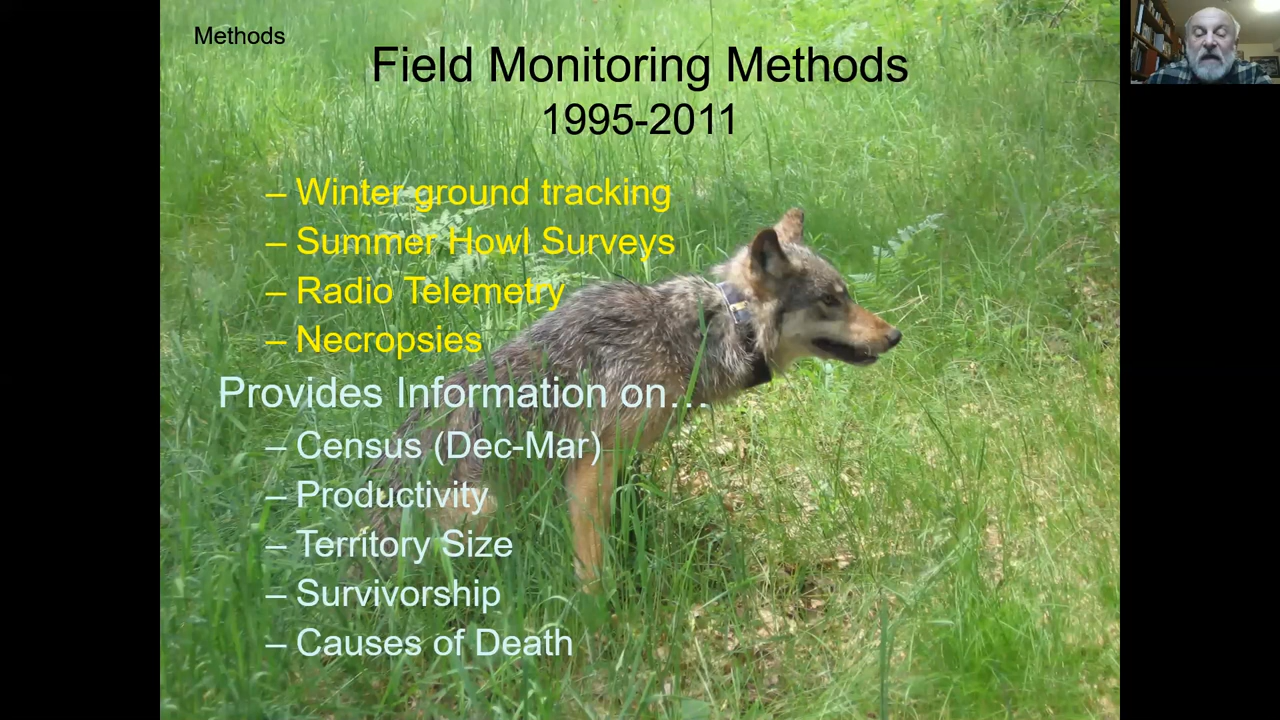 Methods
Field Monitoring Methods
1995-2011
– Winter ground tracking
– Summer Howl Surveys
– Radio Telemetry
– Necropsies
Provides Information on…
– Census (Dec-Mar)
– Productivity
– Territory Size
– Survivorship
– Causes of Death